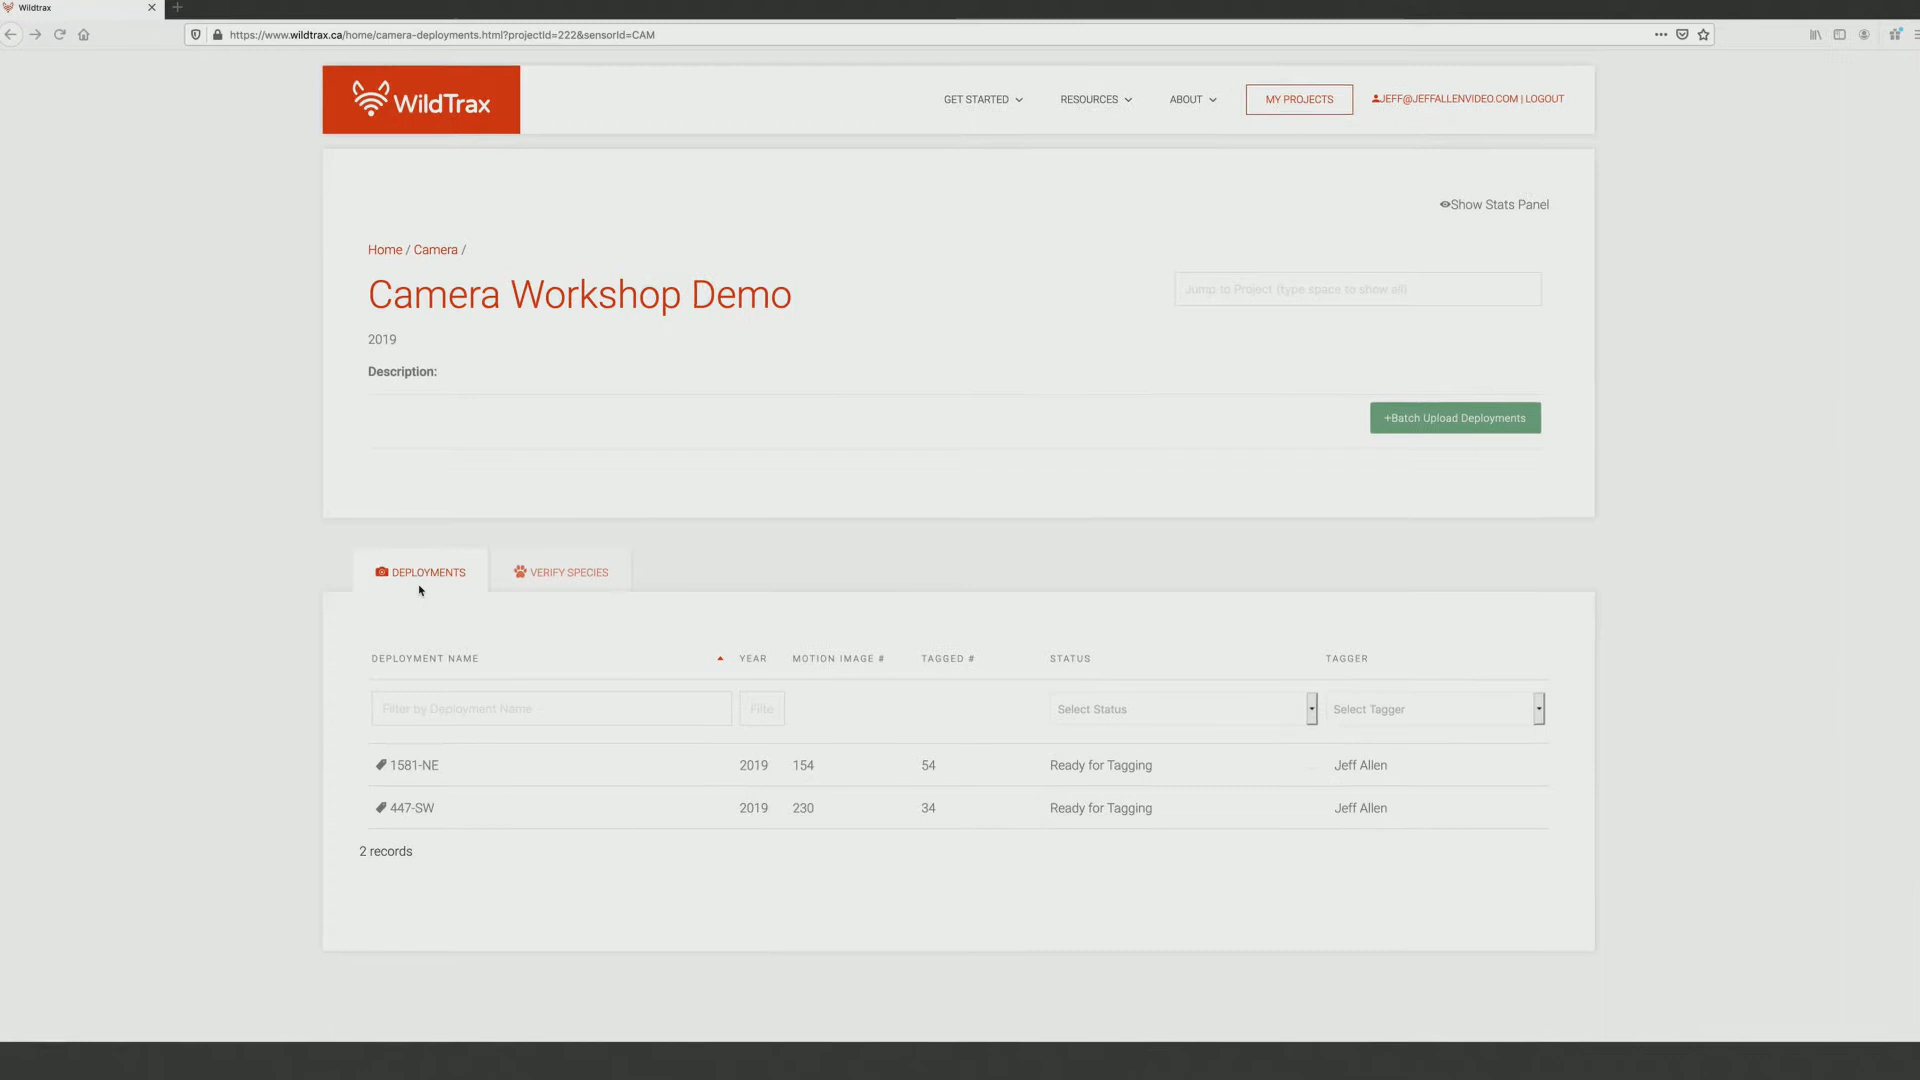 Wildtrax
https://www.wildtrax.ca/home/camera-deployments.html?projectId=222&sensorId=CAM
WildTrax
GET STARTED RESOURCES ABOUT MY PROJECTS JEFF@JEFFALLENVIDEO.COM | LOGOUT
Show Stats Panel
Home / Camera /
Camera Workshop Demo
Jump to Project (type space to show all)
2019
Description:
+Batch Upload Deployments
DEPLOYMENTS VERIFY SPECIES
DEPLOYMENT NAME YEAR MOTION IMAGE # TAGGED # STATUS TAGGER
Filter by Deployment Name Filte Select Status Select Tagger
1581-NE 2019 154 54 Ready for Tagging Jeff Allen
447-SW 2019 230 34 Ready for Tagging Jeff Allen
2 records